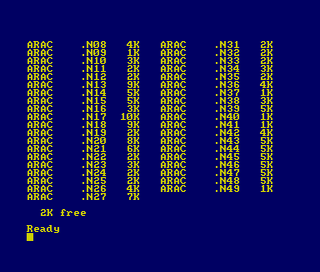 ARAC    .N08   4K   ARAC    .N31   2K
ARAC    .N09   1K   ARAC    .N32   2K
ARAC    .N10   3K   ARAC    .N33   2K
ARAC    .N11   2K   ARAC    .N34   3K
ARAC    .N12   2K   ARAC    .N35   2K
ARAC    .N13   9K   ARAC    .N36   4K
ARAC    .N14   5K   ARAC    .N37   1K
ARAC    .N15   5K   ARAC    .N38   3K
ARAC    .N16   3K   ARAC    .N39   5K
ARAC    .N17  10K   ARAC    .N40   1K
ARAC    .N18   9K   ARAC    .N41   1K
ARAC    .N19   2K   ARAC    .N42   4K
ARAC    .N20   8K   ARAC    .N43   5K
ARAC    .N21   6K   ARAC    .N44   5K
ARAC    .N22   2K   ARAC    .N45   5K
ARAC    .N23   3K   ARAC    .N46   5K
ARAC    .N24   2K   ARAC    .N47   5K
ARAC    .N25   2K   ARAC    .N48   5K
ARAC    .N26   4K   ARAC    .N49   1K
ARAC    .N27   7K
2K free
Ready